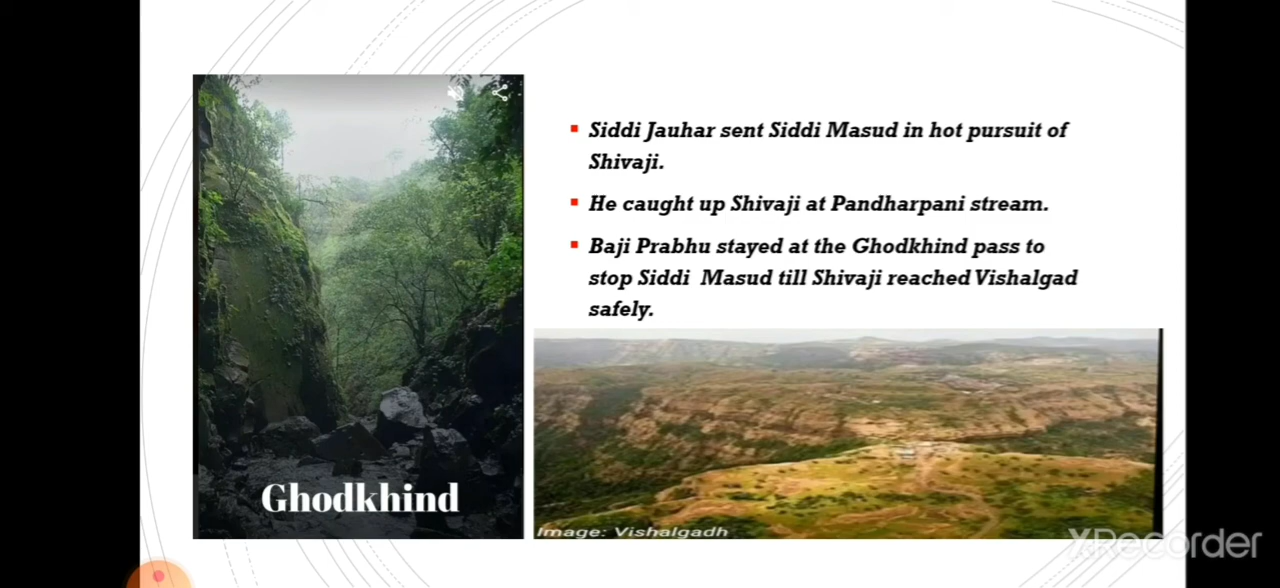 Siddi Jauhar sent Siddi Masud in hot pursuit of
Shivaji.
He caught up Shivaji at Pandharpani stream.
Baji Prabhu stayed at the Ghodkhind pass to
stop Siddi Masud till Shivaji reached Vishalgad
safely.
Ghodkhind
Image: Vishalgadh
XRecorder